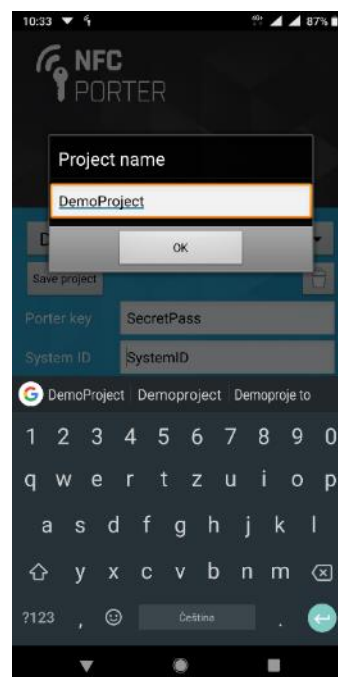 10:33 87%
NFC
PORTER
Project name
DemoProject
OK
Save project
Porter key SecretPass
System ID SystemID
DemoProject Demoproject Demoproje to
1 2 3 4 5 6 7 8 9 0
q w e r t z u i o p
a s d f g h j k l
y x c v b n m
?123 , Čeština .